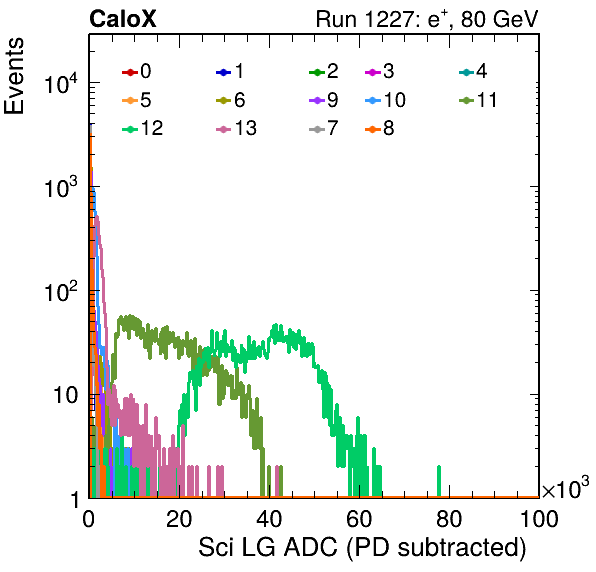 CaloX Run 1227: e⁺, 80 GeV
Events
10⁴
10³
10²
10
1
0 1 2 3 4
5 6 9 10 11
12 13 7 8
0 20 40 60 80 100
×10³
Sci LG ADC (PD subtracted)